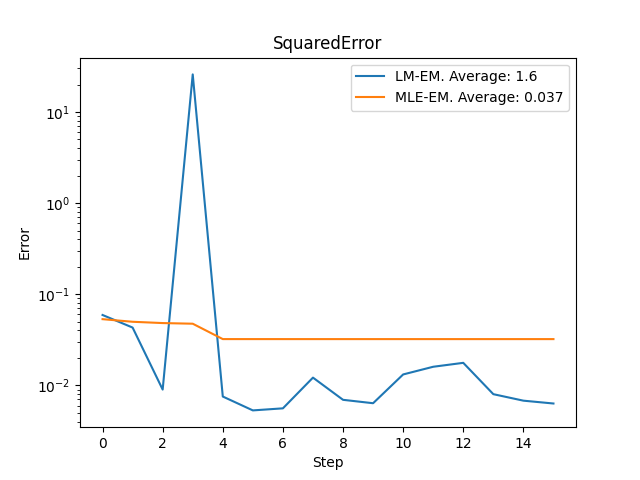 SquaredError
LM-EM. Average: 1.6
MLE-EM. Average: 0.037
Error
10¹
10⁰
10⁻¹
10⁻²
0 2 4 6 8 10 12 14
Step